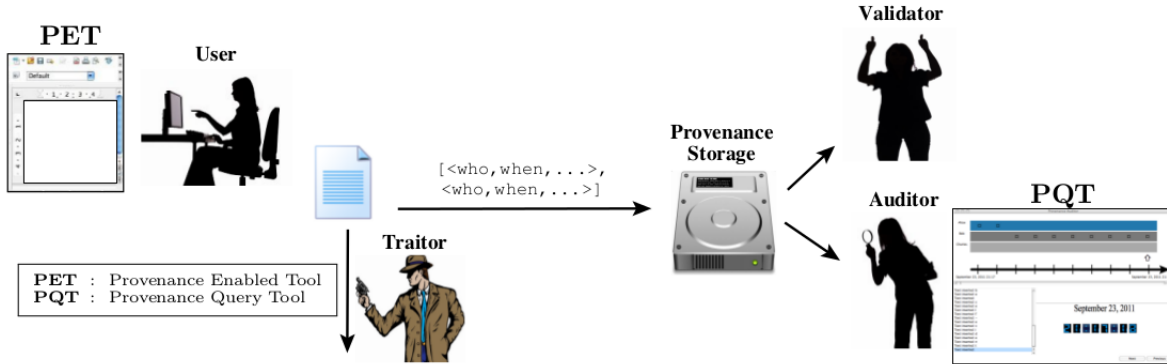 PET
User
Default
Validator
Provenance
Storage
[<who,when,...>,
<who,when,...>]
Auditor
PQT
Traitor
PET : Provenance Enabled Tool
PQT : Provenance Query Tool
September 23, 2011